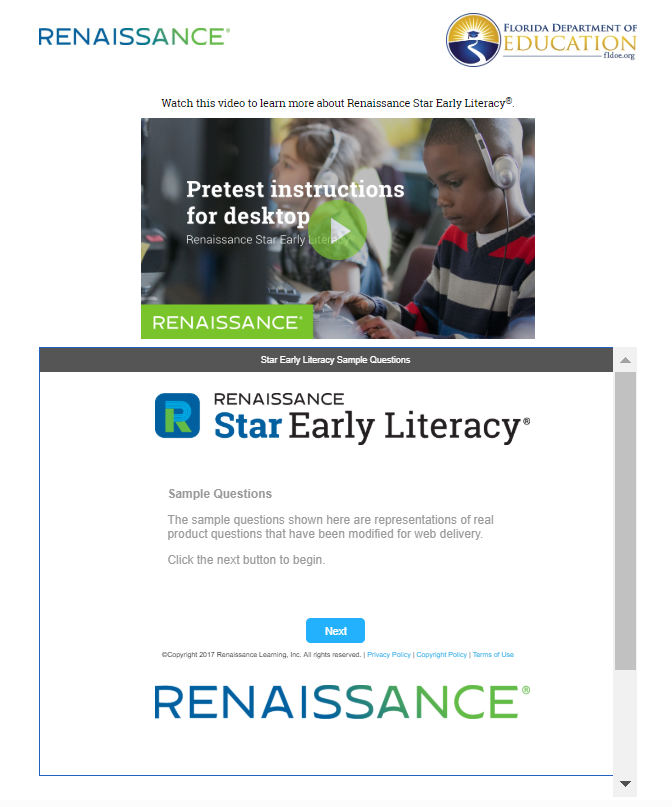 RENAISSANCE®
FLORIDA DEPARTMENT OF
EDUCATION
fldoe.org
Watch this video to learn more about Renaissance Star Early Literacy®.
Pretest instructions
for desktop
Renaissance Star Early Literacy
RENAISSANCE®
Star Early Literacy Sample Questions
RENAISSANCE
Star Early Literacy®
Sample Questions
The sample questions shown here are representations of real
product questions that have been modified for web delivery.
Click the next button to begin.
Next
©Copyright 2017 Renaissance Learning, Inc. All rights reserved. | Privacy Policy | Copyright Policy | Terms of Use
RENAISSANCE®